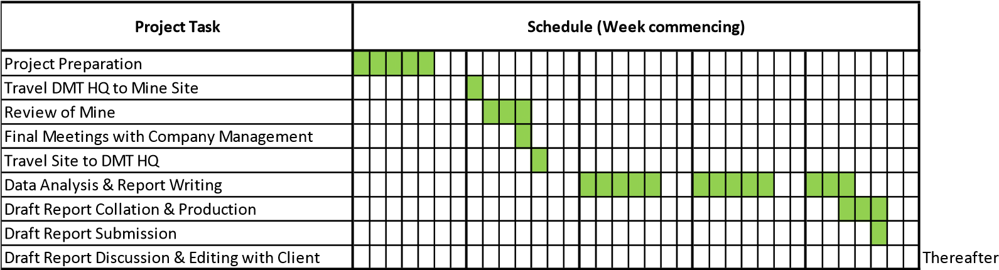 Project Task
Schedule (Week commencing)
Project Preparation
Travel DMT HQ to Mine Site
Review of Mine
Final Meetings with Company Management
Travel Site to DMT HQ
Data Analysis & Report Writing
Draft Report Collation & Production
Draft Report Submission
Draft Report Discussion & Editing with Client
Thereafter